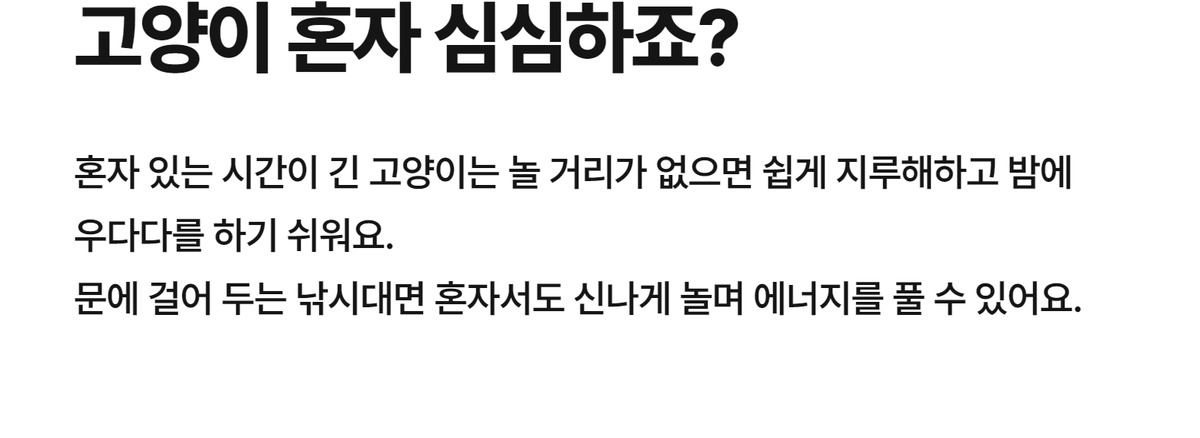 고양이 혼자 심심하죠?
혼자 있는 시간이 긴 고양이는 놀 거리가 없으면 쉽게 지루해하고 밤에
우다다를 하기 쉬워요.
문에 걸어 두는 낚시대면 혼자서도 신나게 놀며 에너지를 풀 수 있어요.